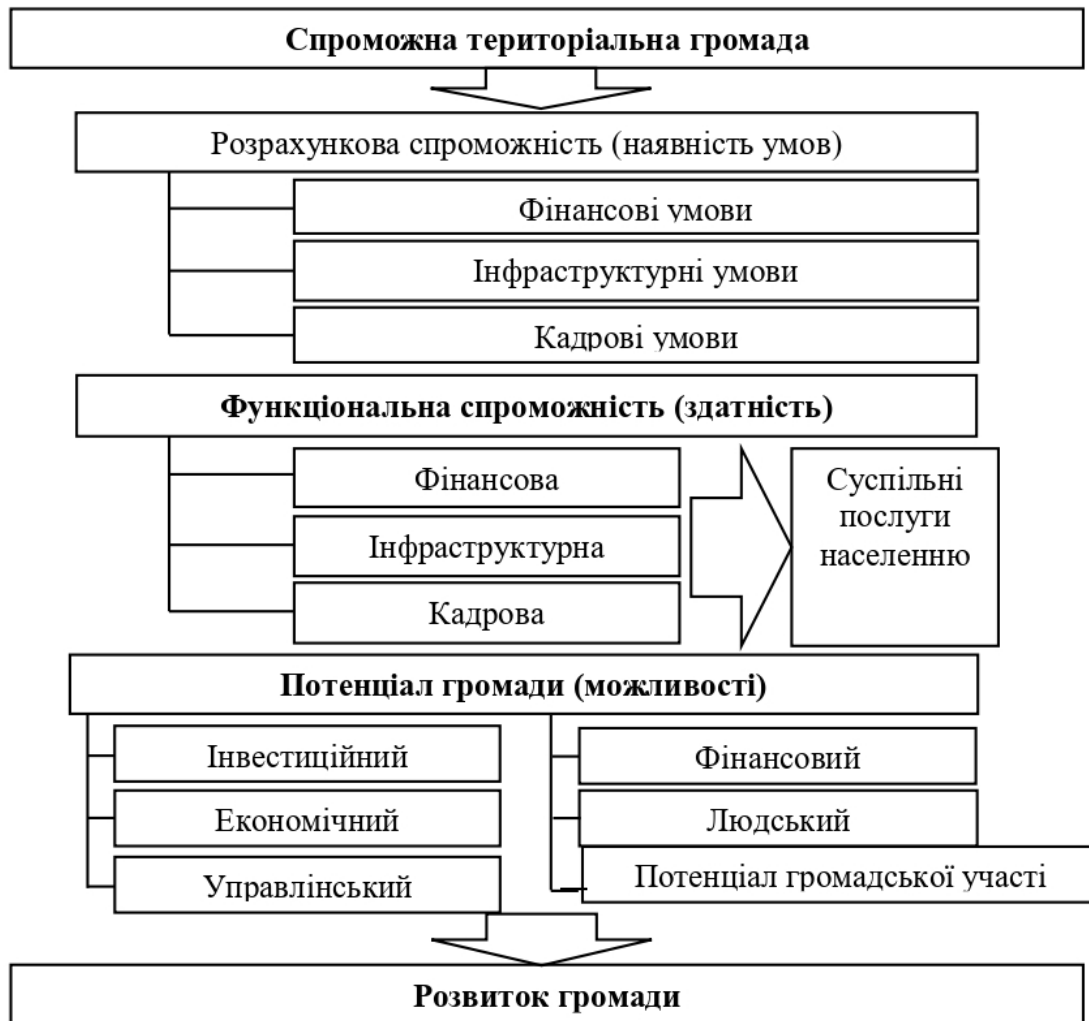 Спроможна територіальна громада
Розрахункова спроможність (наявність умов)
Фінансові умови
Інфраструктурні умови
Кадрові умови
Функціональна спроможність (здатність)
Фінансова
Інфраструктурна
Кадрова
Суспільні
послуги
населенню
Потенціал громади (можливості)
Інвестиційний
Економічний
Управлінський
Фінансовий
Людський
Потенціал громадської участі
Розвиток громади